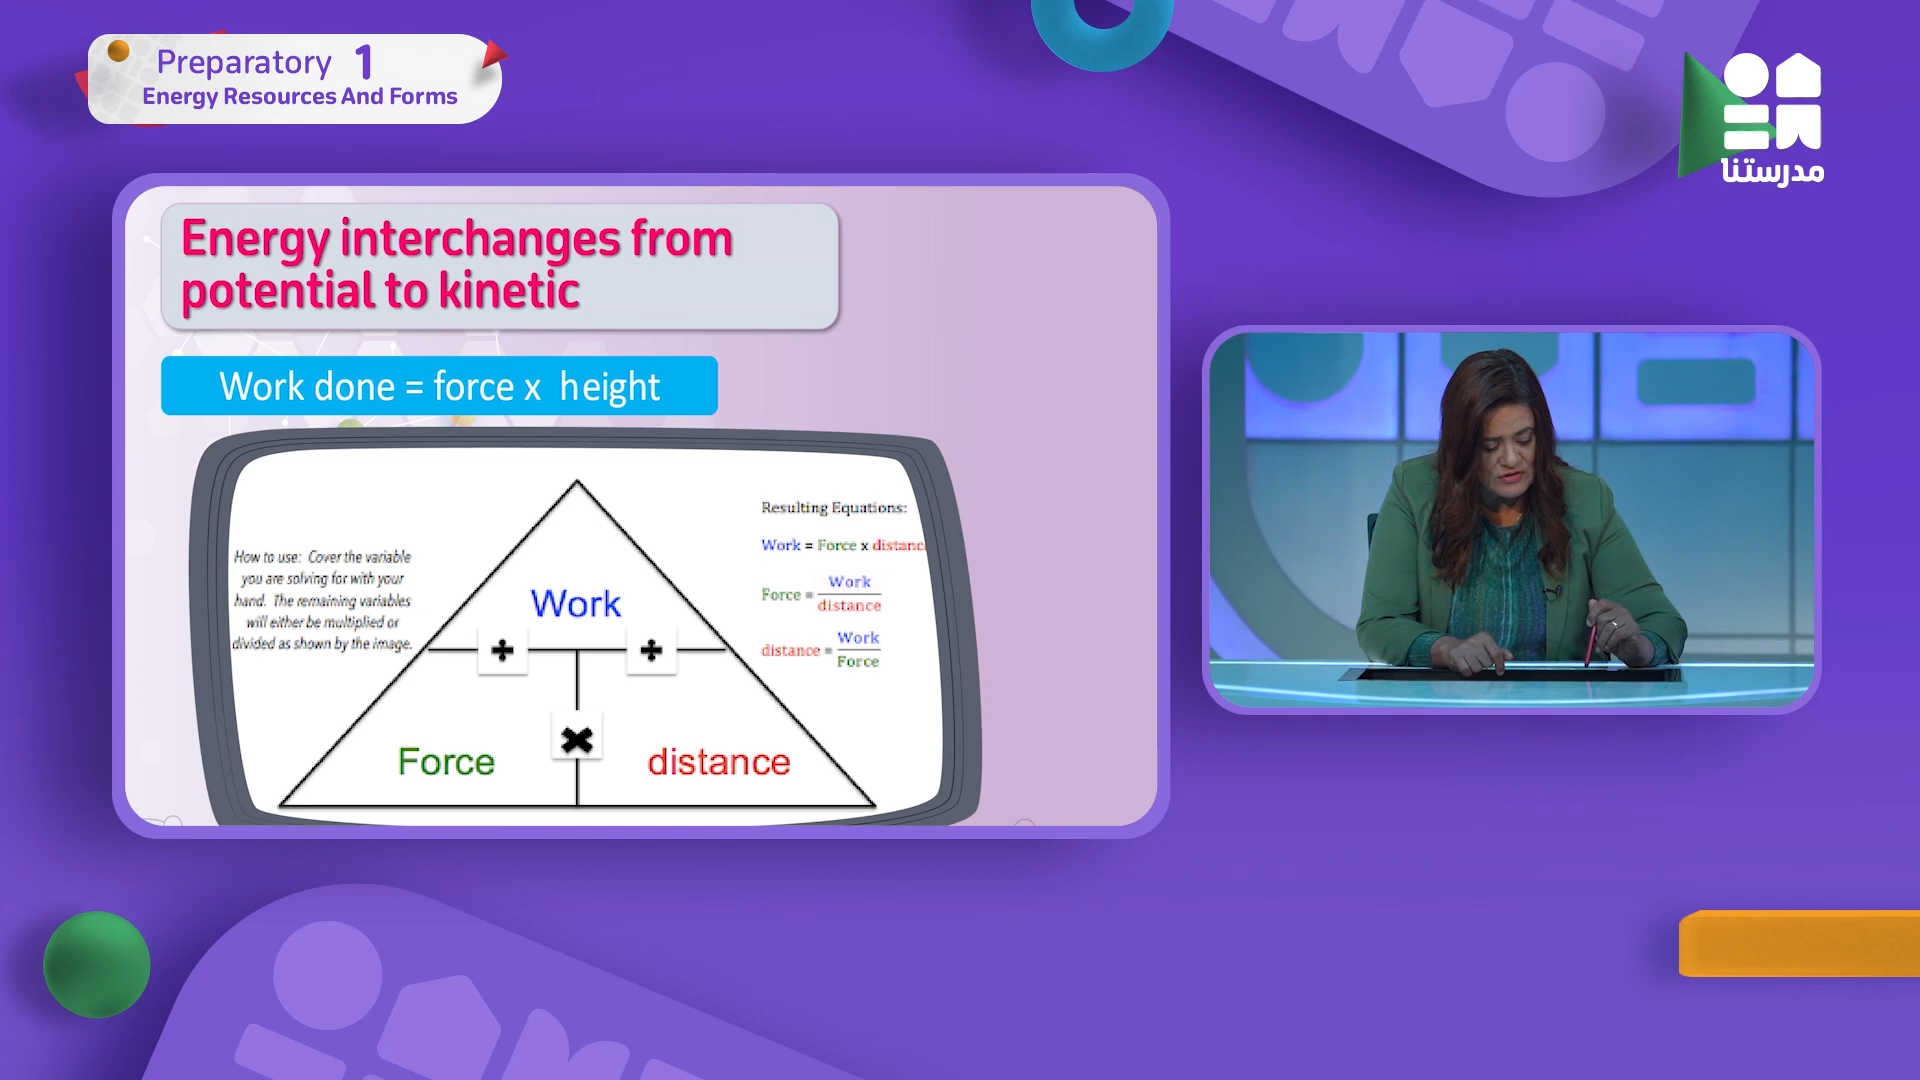 Preparatory 1
Energy Resources And Forms
مدرستنا
Energy interchanges from
potential to kinetic
Work done = force x height
How to use: Cover the variable
you are solving for with your
hand. The remaining variables
will either be multiplied or
divided as shown by the image.
Work
÷ ÷
Force × distance
Resulting Equations:
Work = Force x distanc
Force = Work
distance
distance = Work
Force